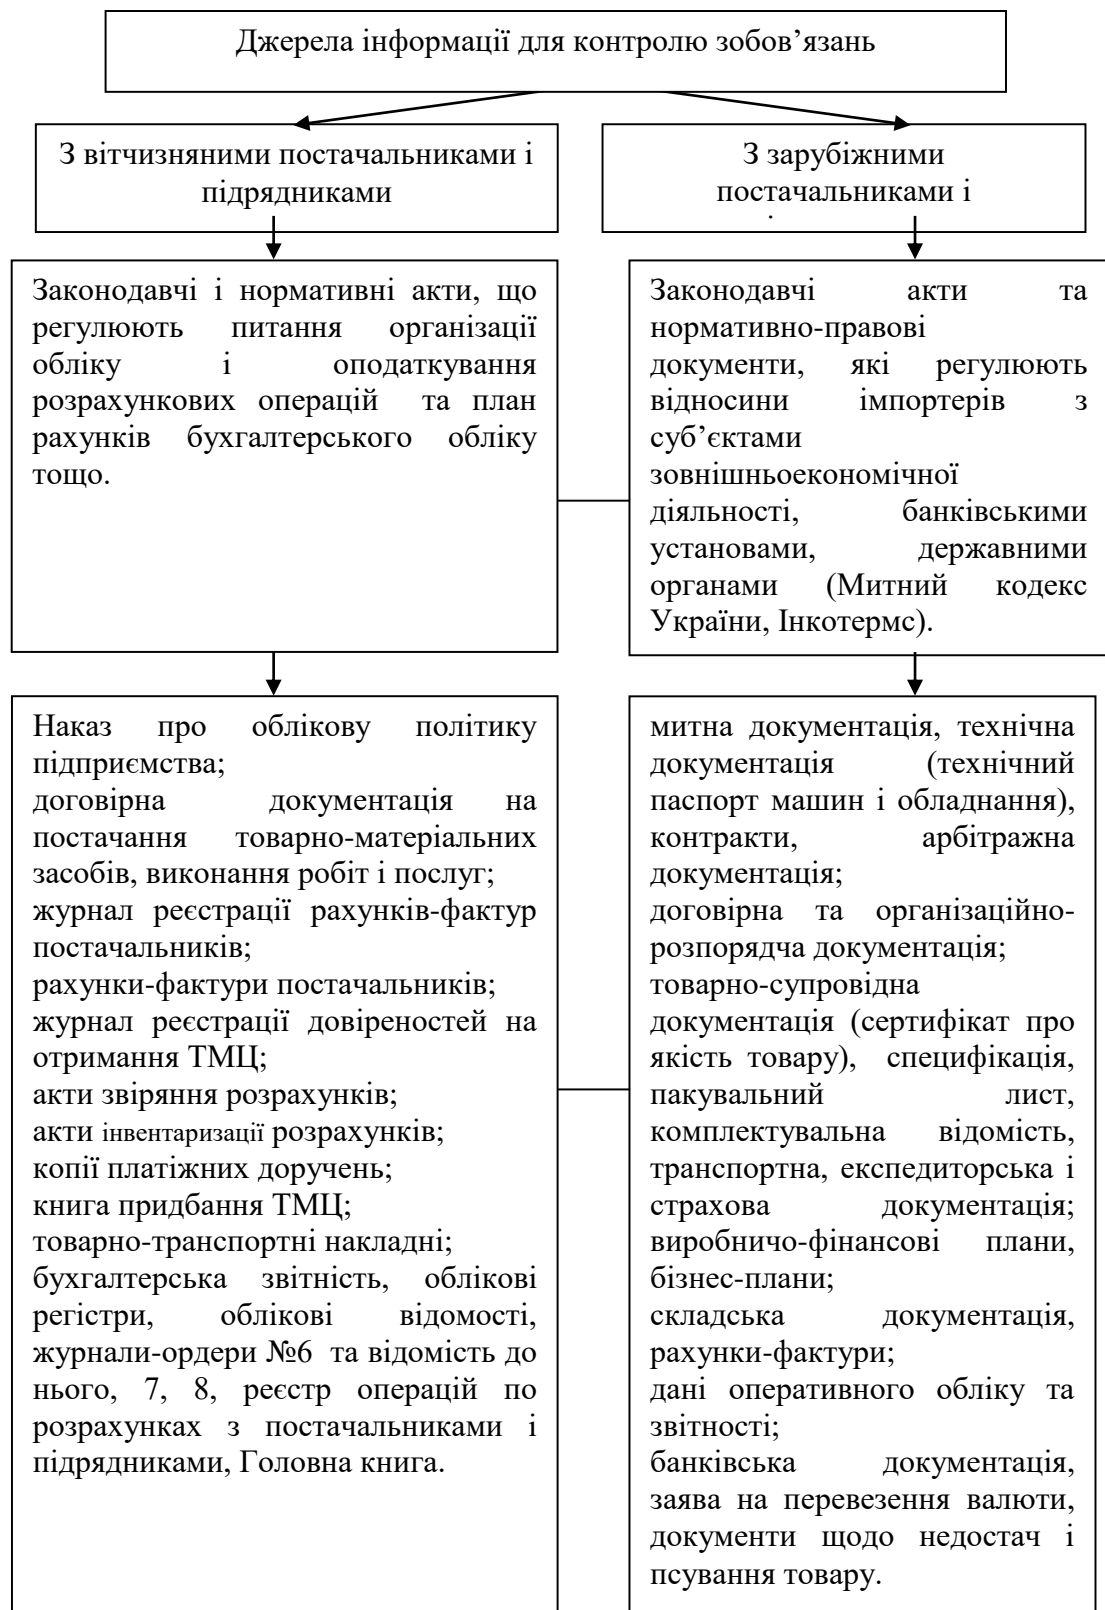 Джерела інформації для контролю зобов’язань
З вітчизняними постачальниками і
підрядниками
З зарубіжними
постачальниками і
Законодавчі і нормативні акти, що
регулюють питання організації
обліку і оподаткування
розрахункових операцій та план
рахунків бухгалтерського обліку
тощо.
Законодавчі акти та
нормативно-правові
документи, які регулюють
відносини імпортерів з
суб’єктами
зовнішньоекономічної
діяльності, банківськими
установами, державними
органами (Митний кодекс
України, Інкотермс).
Наказ про облікову політику
підприємства;
договірна документація на
постачання товарно-матеріальних
засобів, виконання робіт і послуг;
журнал реєстрації рахунків-фактур
постачальників;
рахунки-фактури постачальників;
журнал реєстрації довіреностей на
отримання ТМЦ;
акти звіряння розрахунків;
акти інвентаризації розрахунків;
копії платіжних доручень;
книга придбання ТМЦ;
товарно-транспортні накладні;
бухгалтерська звітність, облікові
регістри, облікові відомості,
журнали-ордери №6 та відомість до
нього, 7, 8, реєстр операцій по
розрахунках з постачальниками і
підрядниками, Головна книга.
митна документація, технічна
документація (технічний
паспорт машин і обладнання),
контракти, арбітражна
документація;
договірна та організаційно-
розпорядча документація;
товарно-супровідна
документація (сертифікат про
якість товару), специфікація,
пакувальний лист,
комплектувальна відомість,
транспортна, експедиторська і
страхова документація;
виробничо-фінансові плани,
бізнес-плани;
складська документація,
рахунки-фактури;
дані оперативного обліку та
звітності;
банківська документація,
заява на перевезення валюти,
документи щодо недостач і
псування товару.